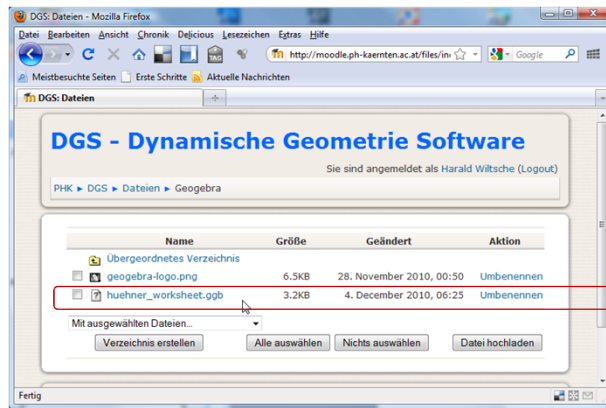 DGS: Dateien - Mozilla Firefox
Datei Bearbeiten Ansicht Chronik Delicious Lesezeichen Extras Hilfe
TAG http://moodle.ph-kaernten.ac.at/files/in Google
Meistbesuchte Seiten Erste Schritte Aktuelle Nachrichten
DGS: Dateien
DGS - Dynamische Geometrie Software
Sie sind angemeldet als Harald Wiltsche (Logout)
PHK ► DGS ► Dateien ► Geogebra
Name Größe Geändert Aktion
Übergeordnetes Verzeichnis
geogebra-logo.png 6.5KB 28. November 2010, 00:50 Umbenennen
huehner_worksheet.ggb 3.2KB 4. December 2010, 06:25 Umbenennen
Mit ausgewählten Dateien...
Verzeichnis erstellen Alle auswählen Nichts auswählen Datei hochladen
Fertig